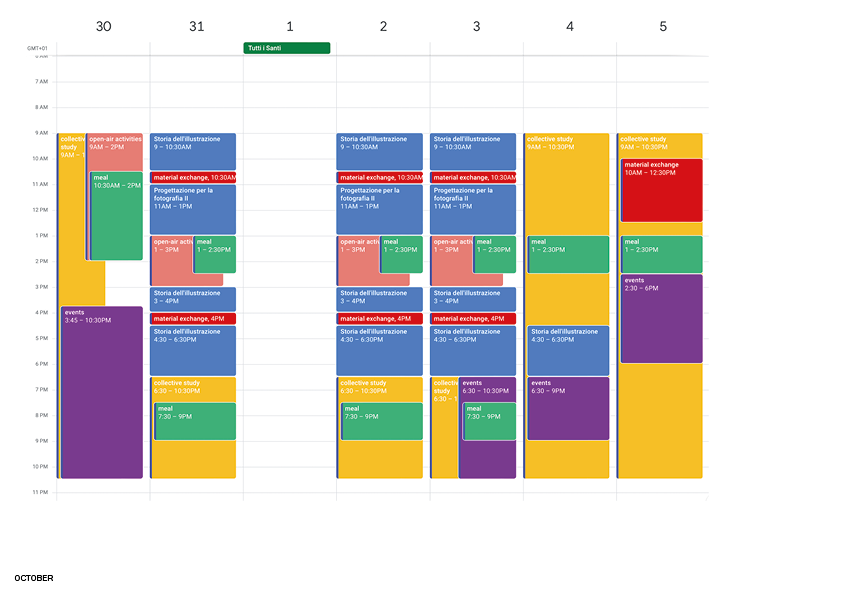 30 31 1 2 3 4 5
GMT+01
Tutti i Santi
7 AM
8 AM
9 AM
10 AM
11 AM
12 PM
1 PM
2 PM
3 PM
4 PM
5 PM
6 PM
7 PM
8 PM
9 PM
10 PM
11 PM
collective
study
9AM – 1
open-air activities
9AM – 2PM
meal
10:30AM – 2PM
events
3:45 – 10:30PM
Storia dell'illustrazione
9 – 10:30AM
material exchange, 10:30AM
Progettazione per la
fotografia II
11AM – 1PM
open-air activ
1 – 3PM
meal
1 – 2:30PM
Storia dell'illustrazione
3 – 4PM
material exchange, 4PM
Storia dell'illustrazione
4:30 – 6:30PM
collective study
6:30 – 10:30PM
meal
7:30 – 9PM
Storia dell'illustrazione
9 – 10:30AM
material exchange, 10:30AM
Progettazione per la
fotografia II
11AM – 1PM
open-air activ
1 – 3PM
meal
1 – 2:30PM
Storia dell'illustrazione
3 – 4PM
material exchange, 4PM
Storia dell'illustrazione
4:30 – 6:30PM
collective study
6:30 – 10:30PM
meal
7:30 – 9PM
Storia dell'illustrazione
9 – 10:30AM
material exchange, 10:30AM
Progettazione per la
fotografia II
11AM – 1PM
open-air activ
1 – 3PM
meal
1 – 2:30PM
Storia dell'illustrazione
3 – 4PM
material exchange, 4PM
Storia dell'illustrazione
4:30 – 6:30PM
collective
study
6:30 – 1
events
6:30 – 10:30PM
meal
7:30 – 9PM
collective study
9AM – 10:30PM
meal
1 – 2:30PM
Storia dell'illustrazione
4:30 – 6:30PM
events
6:30 – 9PM
collective study
9AM – 10:30PM
material exchange
10AM – 12:30PM
meal
1 – 2:30PM
events
2:30 – 6PM
OCTOBER